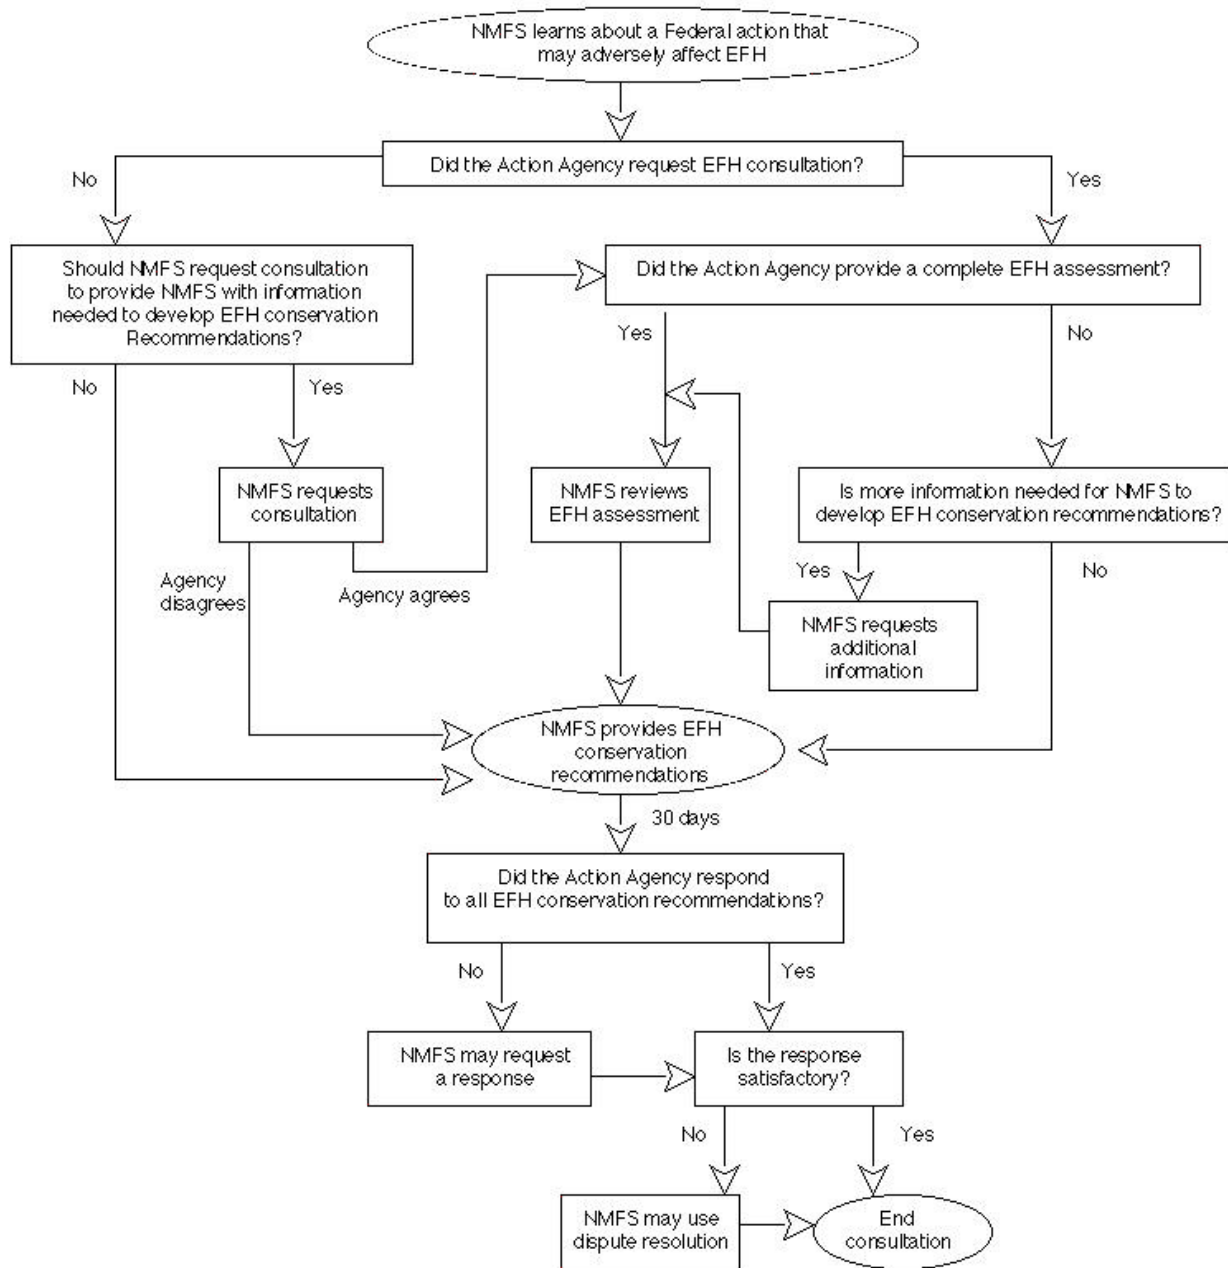 NMFS learns about a Federal action that
may adversely affect EFH
Did the Action Agency request EFH consultation?
No
Yes
Should NMFS request consultation
to provide NMFS with information
needed to develop EFH conservation
Recommendations?
Did the Action Agency provide a complete EFH assessment?
Yes
No
No
Yes
NMFS requests
consultation
NMFS reviews
EFH assessment
Is more information needed for NMFS to
develop EFH conservation recommendations?
Agency
disagrees
Agency agrees
Yes
No
NMFS requests
additional
information
NMFS provides EFH
conservation
recommendations
30 days
Did the Action Agency respond
to all EFH conservation recommendations?
No
Yes
NMFS may request
a response
Is the response
satisfactory?
No
Yes
NMFS may use
dispute resolution
End
consultation